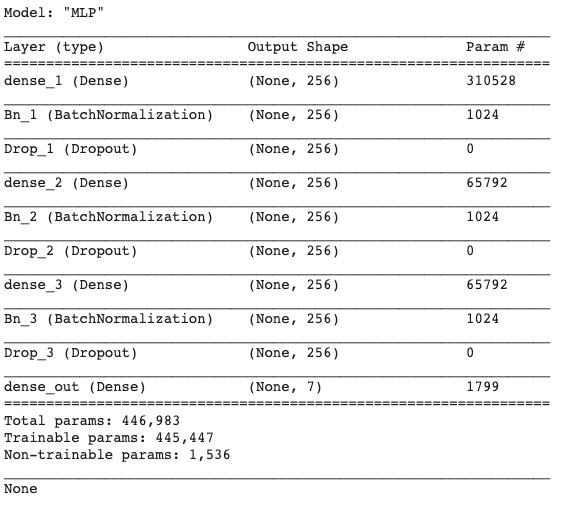 Model: "MLP"
Layer (type) Output Shape Param #
dense_1 (Dense) (None, 256) 310528
Bn_1 (BatchNormalization) (None, 256) 1024
Drop_1 (Dropout) (None, 256) 0
dense_2 (Dense) (None, 256) 65792
Bn_2 (BatchNormalization) (None, 256) 1024
Drop_2 (Dropout) (None, 256) 0
dense_3 (Dense) (None, 256) 65792
Bn_3 (BatchNormalization) (None, 256) 1024
Drop_3 (Dropout) (None, 256) 0
dense_out (Dense) (None, 7) 1799
Total params: 446,983
Trainable params: 445,447
Non-trainable params: 1,536
None